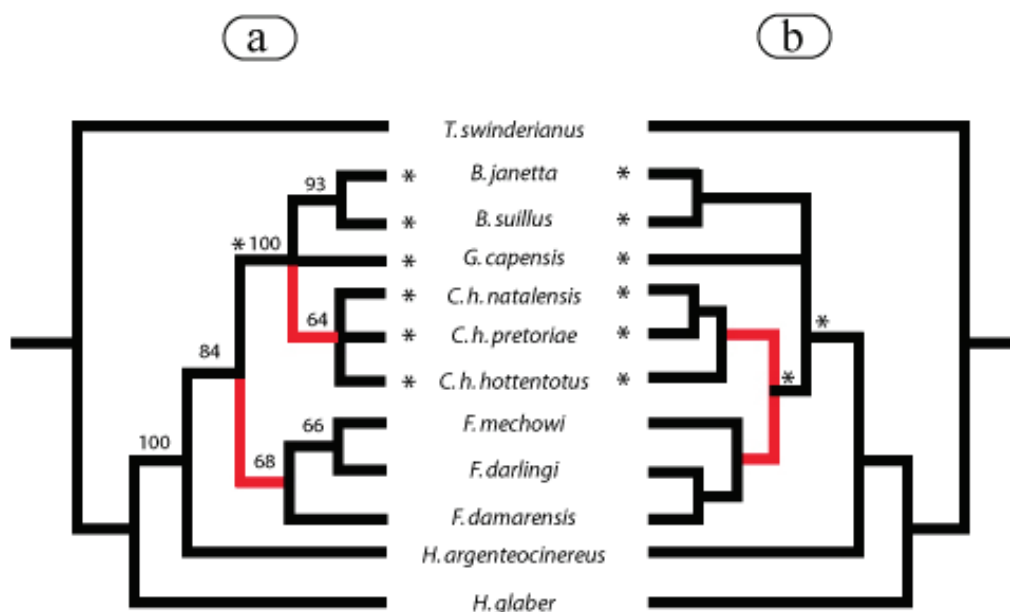 a b
T. swinderianus
93 * B. janetta *
* B. suillus *
* 100 * G. capensis *
* C. h. natalensis *
64 * C. h. pretoriae * *
84 * C. h. hottentotus * *
66 F. mechowi
100 68 F. darlingi
F. damarensis
H. argenteocinereus
H. glaber